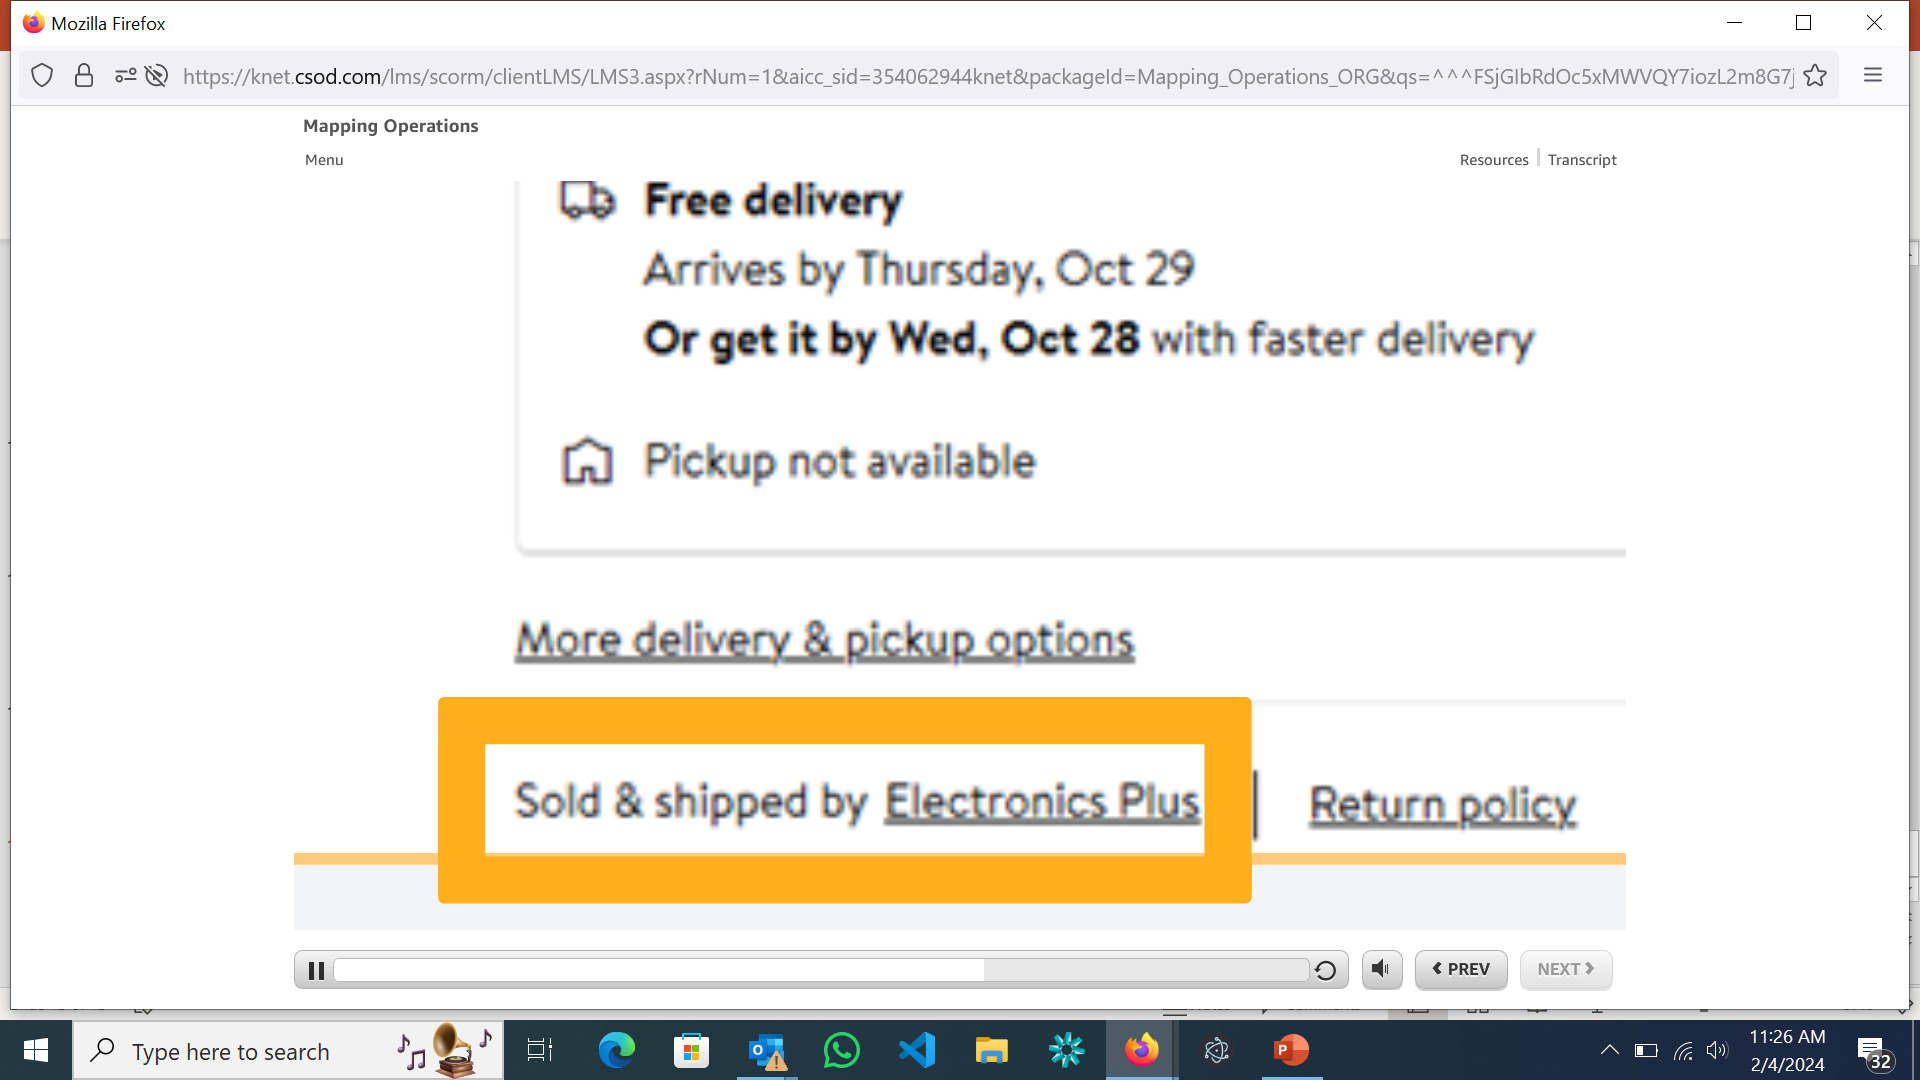 Mozilla Firefox
https://knet.csod.com/lms/scorm/clientLMS/LMS3.aspx?rNum=1&aicc_sid=354062944knet&packageId=Mapping_Operations_ORG&qs=^^^FSjGIbRdOc5xMWVQY7iozL2m8G7j
Mapping Operations
Menu
Resources
Transcript
Free delivery
Arrives by Thursday, Oct 29
Or get it by Wed, Oct 28 with faster delivery
Pickup not available
More delivery & pickup options
Sold & shipped by Electronics Plus | Return policy
PREV
NEXT
Type here to search
11:26 AM
2/4/2024
32